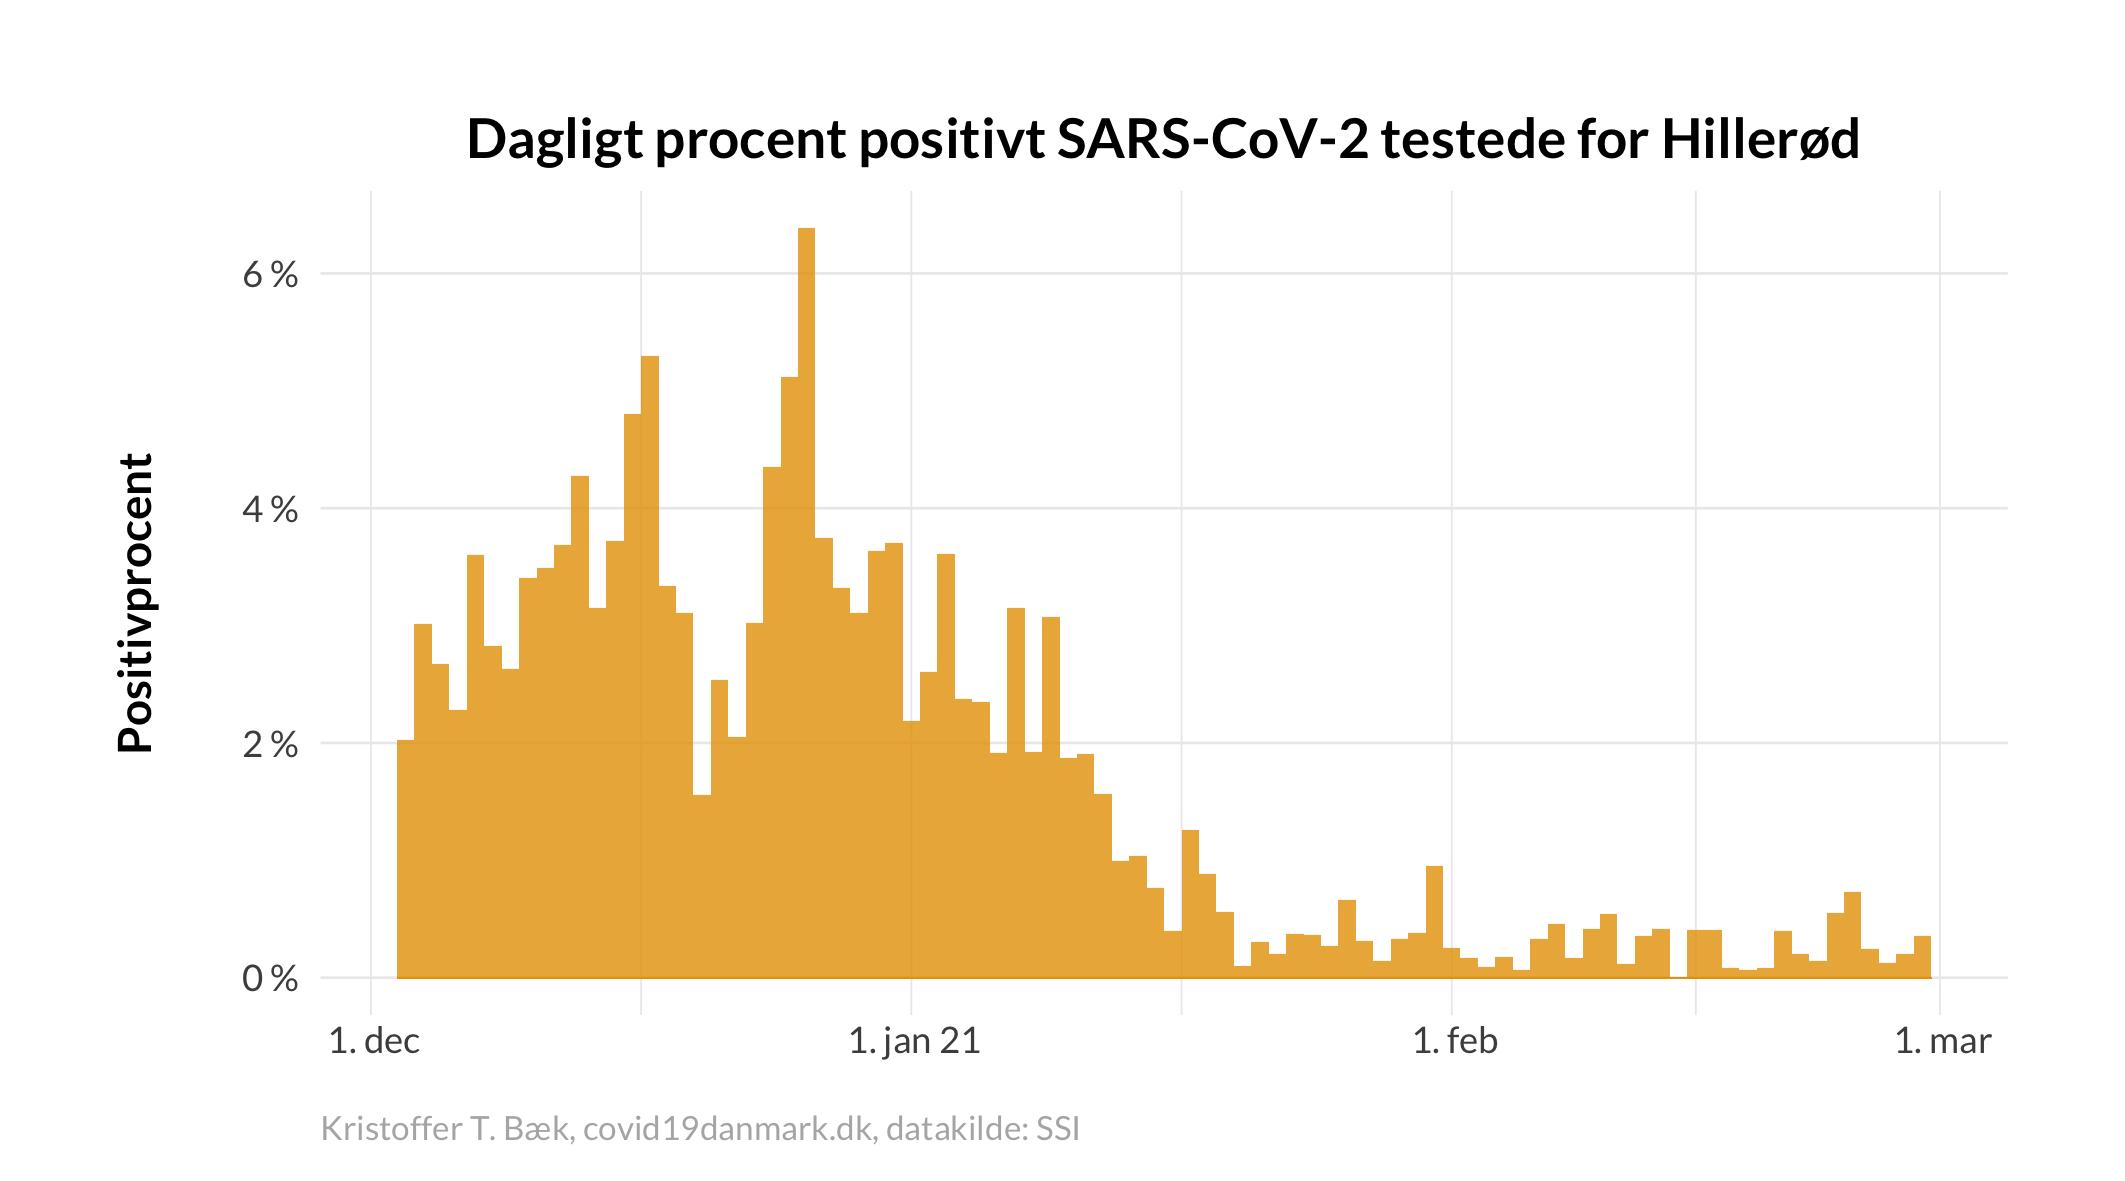 Dagligt procent positivt SARS-CoV-2 testede for Hillerød
Positivprocent
6 %
4 %
2 %
0 %
1. dec
1. jan 21
1. feb
1. mar
Kristoffer T. Bæk, covid19danmark.dk, datakilde: SSI